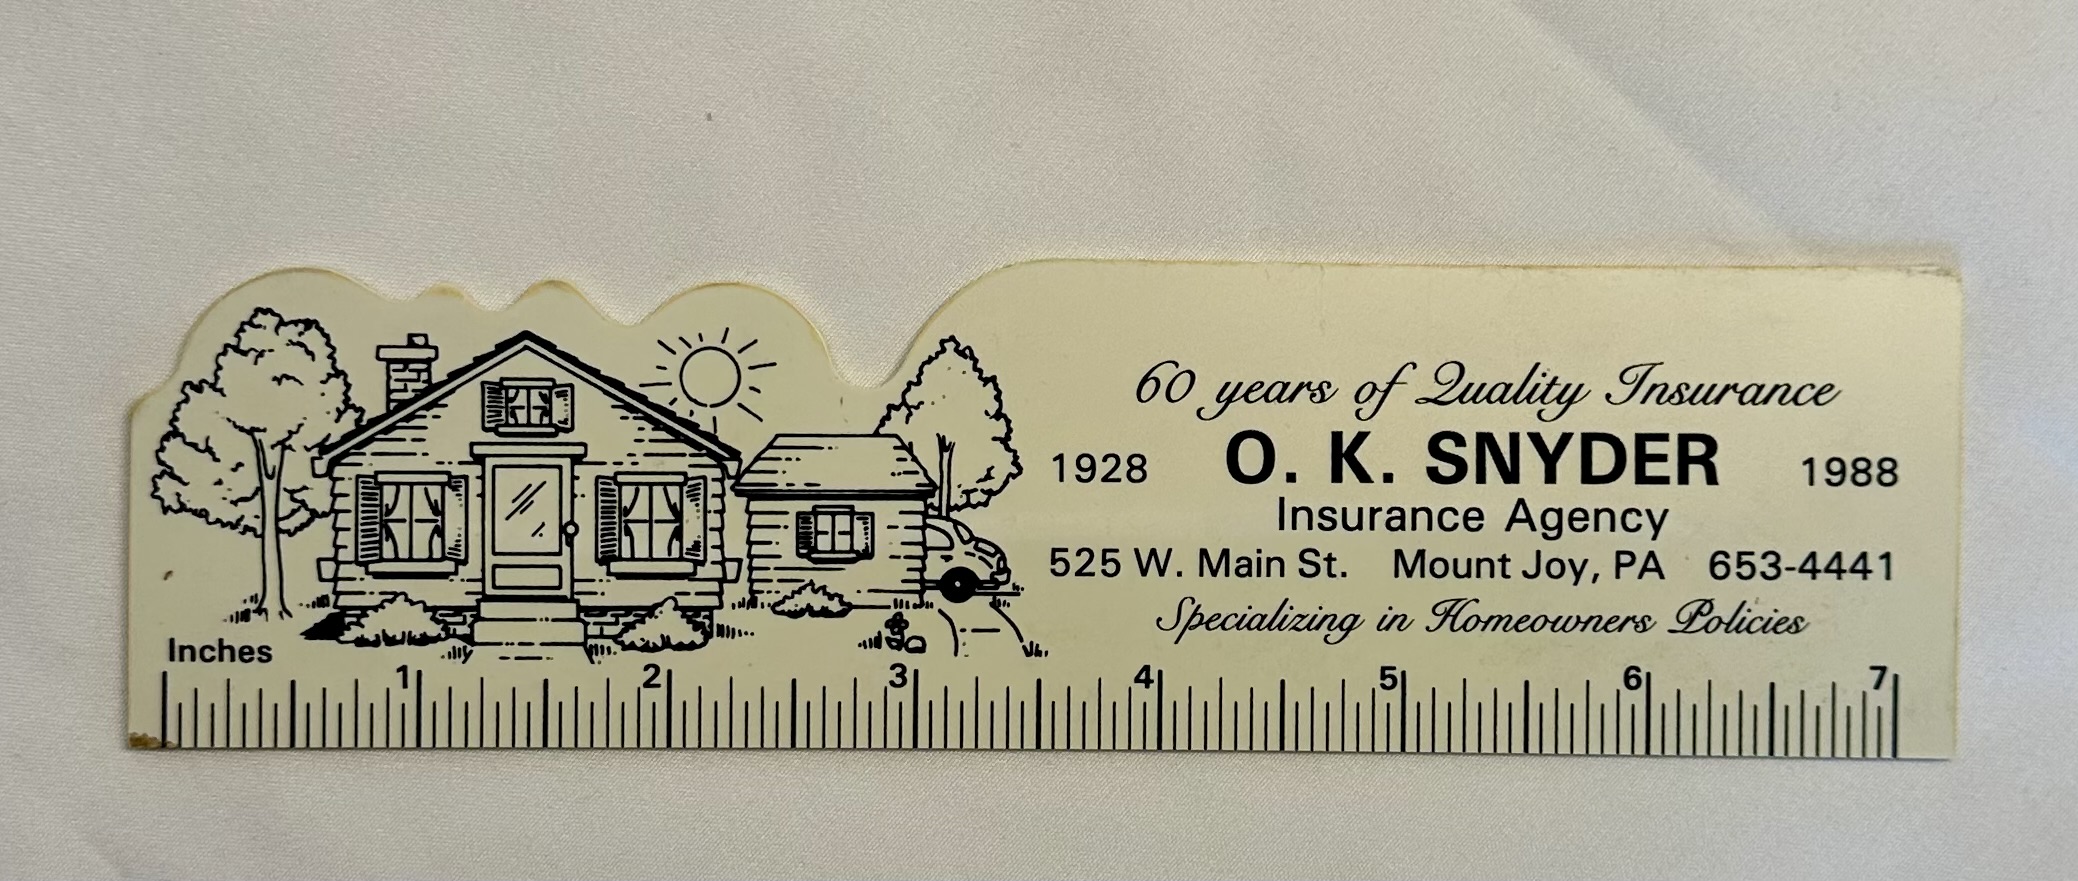 60 years of Quality Insurance
1928 O. K. SNYDER 1988
Insurance Agency
525 W. Main St. Mount Joy, PA 653-4441
Specializing in Homeowners Policies
Inches
1 2 3 4 5 6 7